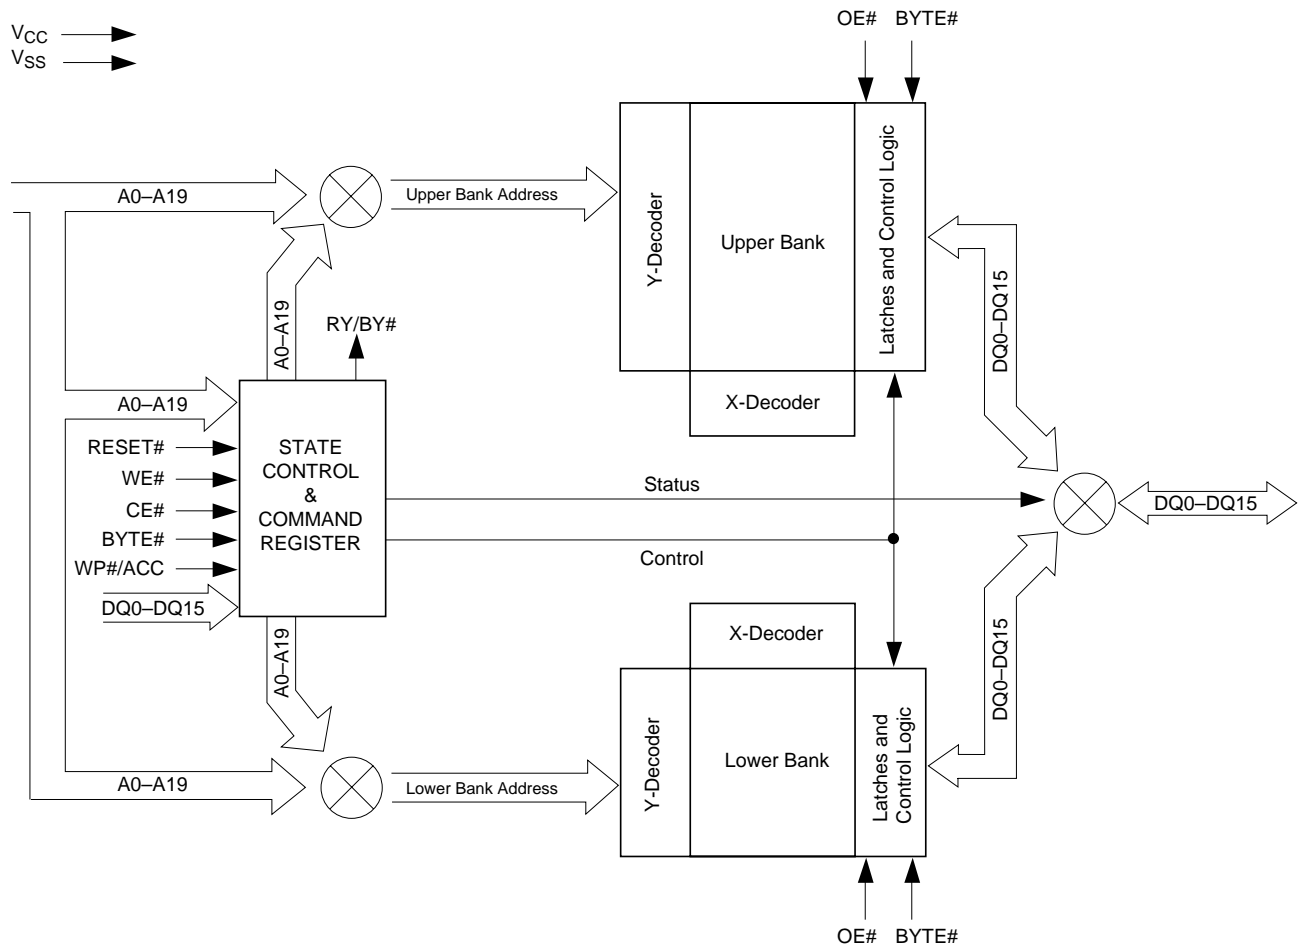 OE# BYTE#
VCC
VSS
A0–A19
Upper Bank Address
Y-Decoder
Upper Bank
Latches and Control Logic
DQ0–DQ15
A0–A19
RY/BY#
X-Decoder
A0–A19
RESET#
WE#
CE#
BYTE#
WP#/ACC
DQ0–DQ15
STATE
CONTROL
&
COMMAND
REGISTER
Status
Control
DQ0–DQ15
A0–A19
X-Decoder
DQ0–DQ15
Y-Decoder
Lower Bank
Latches and
Control Logic
A0–A19
Lower Bank Address
OE# BYTE#